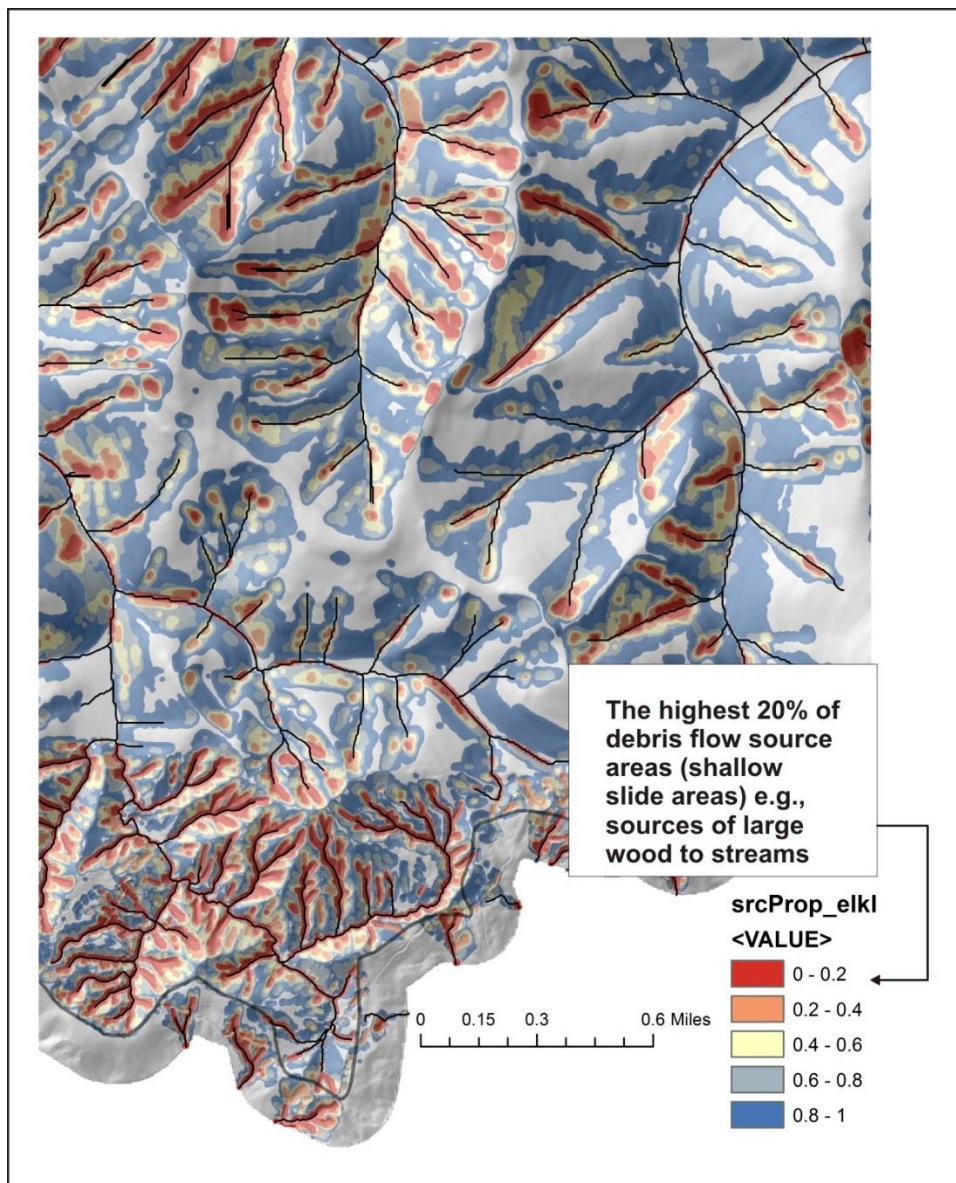 The highest 20% of
debris flow source
areas (shallow
slide areas) e.g.,
sources of large
wood to streams
srcProp_elkl
<VALUE>
0 - 0.2
0.2 - 0.4
0.4 - 0.6
0.6 - 0.8
0.8 - 1
0 0.15 0.3 0.6 Miles